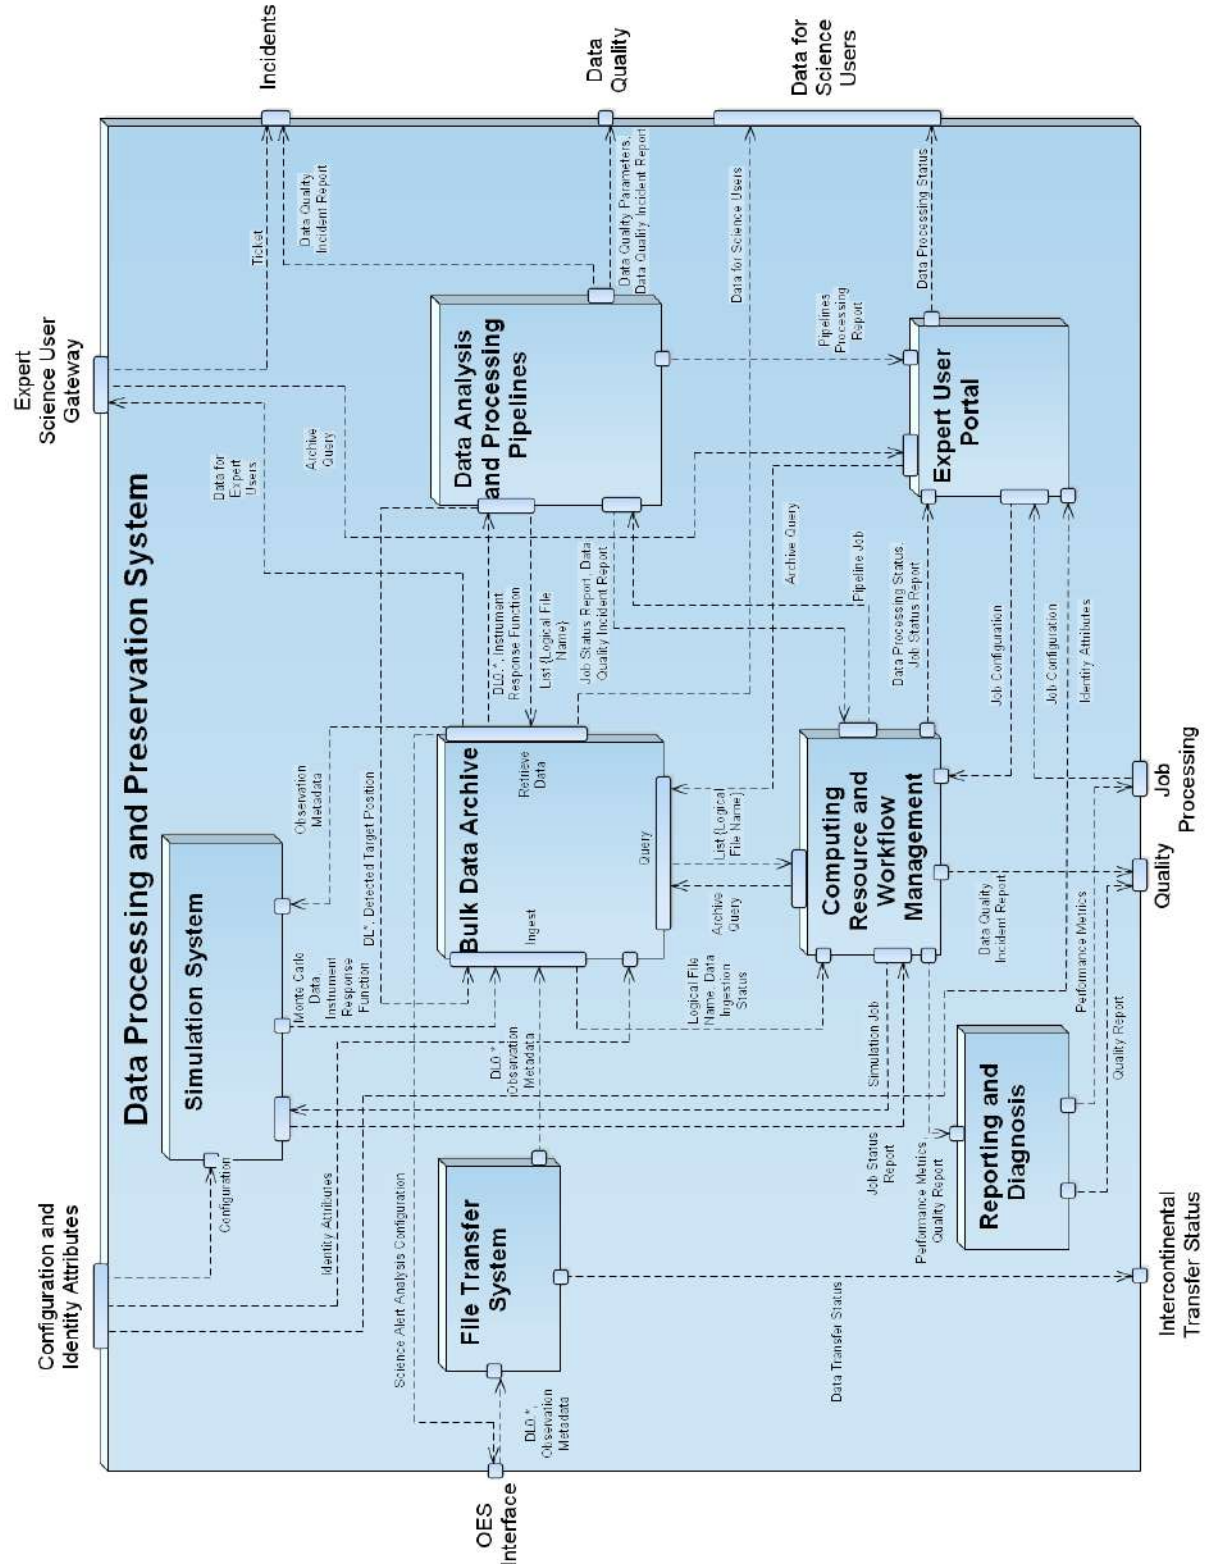 Data Processing and Preservation System
Configuration and
Identity Attributes
Expert
Science User
Gateway
Incidents
Simulation System
Configuration
Identity Attributes
Science Alert Analysis Configuration
Monte Carlo
Data,
Instrument
Response
Function
Observation
Metadata
DL*, Detected Target Position
Data for
Expert
Users
Archive
Query
Ticket
Data Quality
Incident Report
OES
Interface
DL0.*,
Observation
Metadata
File Transfer
System
DL0.*
Observation
Metadata
Bulk Data Archive
Ingest
Retrieve
Data
Query
DL0.*, Instrument
Response Function
List {Logical File
Name}
Job Status Report, Data
Quality Incident Report
Data Analysis
and Processing
Pipelines
Data Quality Parameters,
Data Quality Incident Report
Data
Quality
Data for Science Users
Data for
Science
Users
Logical File
Name, Data
Ingestion
Status
Archive
Query
List {Logical
File Name}
Archive Query
Pipeline Job
Pipelines
Processing
Report
Data Transfer Status
Job Status
Report
Simulation Job
Computing
Resource and
Workflow
Management
Data Processing Status,
Job Status Report
Expert User
Portal
Data Processing Status
Performance Metrics
Quality Report
Data Quality
Incident Report
Job Configuration
Job Configuration
Identity Attributes
Reporting and
Diagnosis
Performance Metrics
Quality Report
Intercontinental
Transfer Status
Quality
Job
Processing